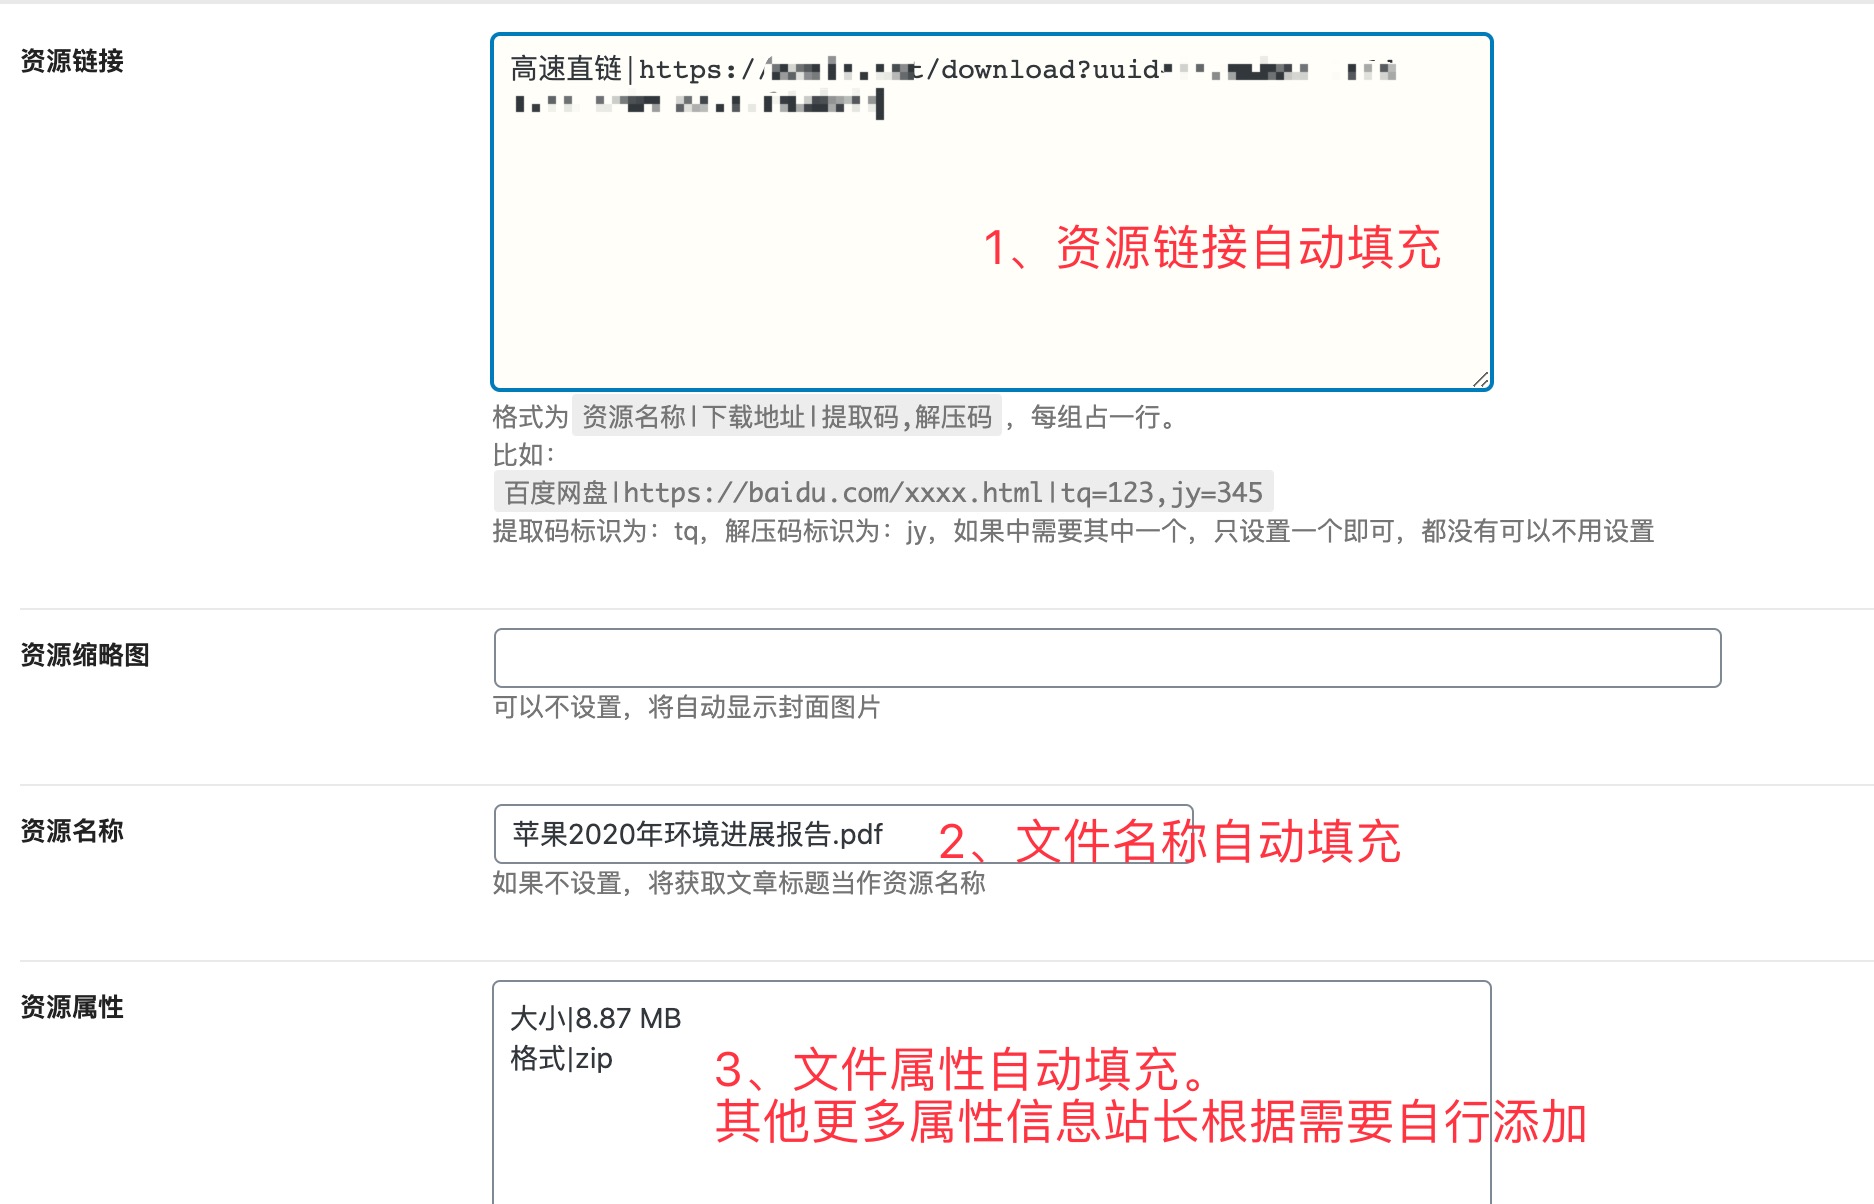 资源链接
高速直链|https://t/download?uuid
1、资源链接自动填充
格式为 资源名称|下载地址|提取码,解压码 ，每组占一行。
比如：
百度网盘|https://baidu.com/xxxx.html|tq=123,jy=345
提取码标识为：tq，解压码标识为：jy，如果中需要其中一个，只设置一个即可，都没有可以不用设置
资源缩略图
可以不设置，将自动显示封面图片
资源名称
苹果2020年环境进展报告.pdf
2、文件名称自动填充
如果不设置，将获取文章标题当作资源名称
资源属性
大小|8.87 MB
格式|zip
3、文件属性自动填充。
其他更多属性信息站长根据需要自行添加